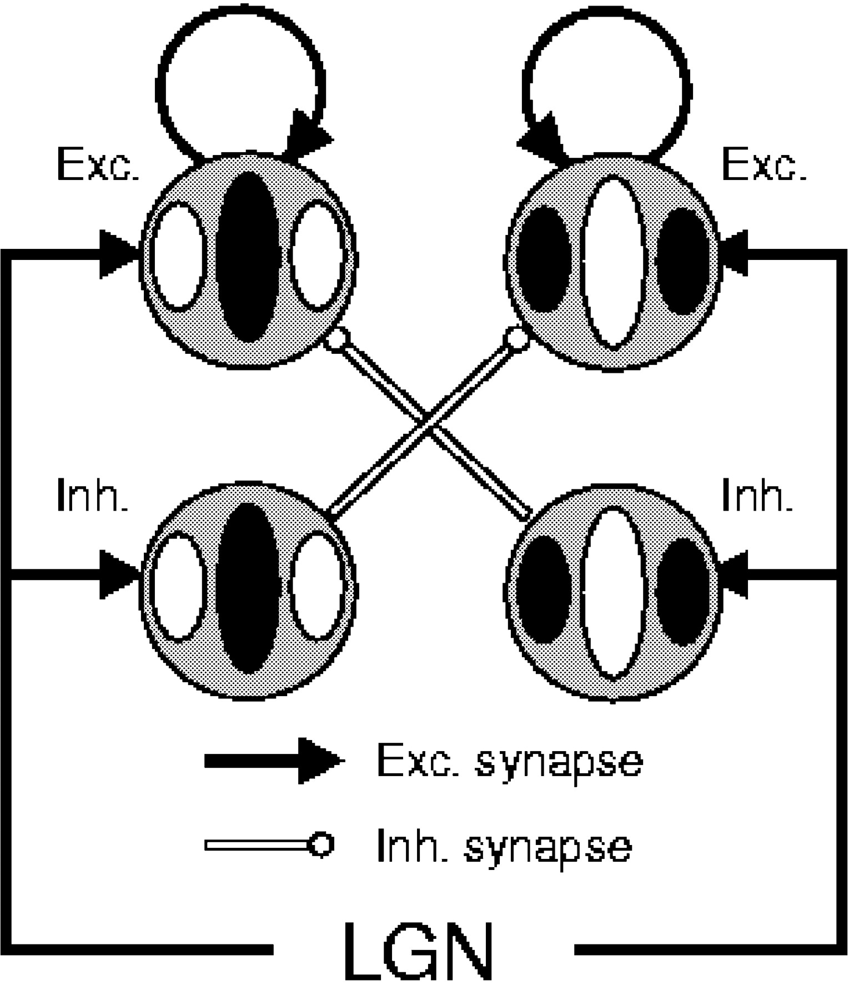 Exc.
Exc.
Inh.
Inh.
Exc. synapse
Inh. synapse
LGN